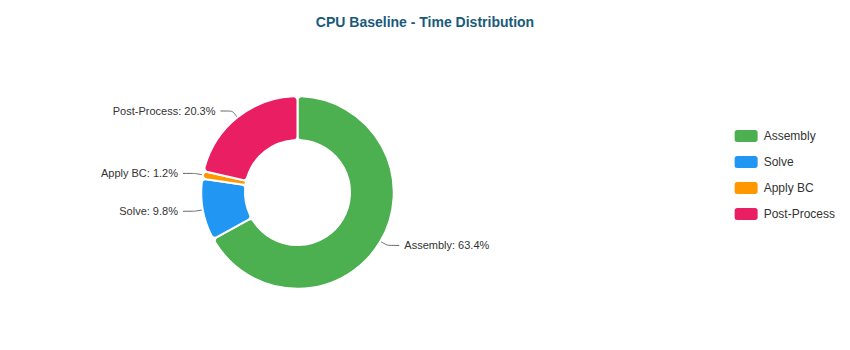 CPU Baseline - Time Distribution
Post-Process: 20.3%
Apply BC: 1.2%
Solve: 9.8%
Assembly: 63.4%
Assembly
Solve
Apply BC
Post-Process